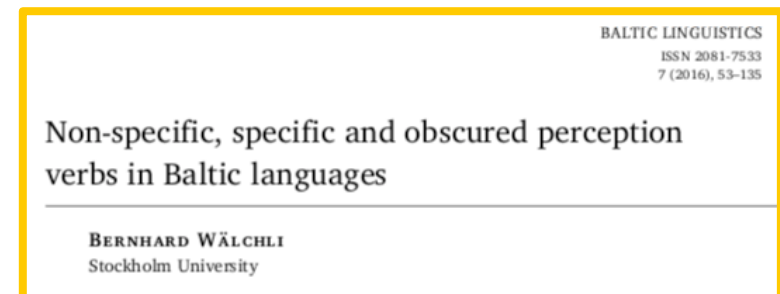 BALTIC LINGUISTICS
ISSN 2081-7533
7 (2016), 53–135
Non-specific, specific and obscured perception
verbs in Baltic languages
BERNHARD WÄLCHLI
Stockholm University